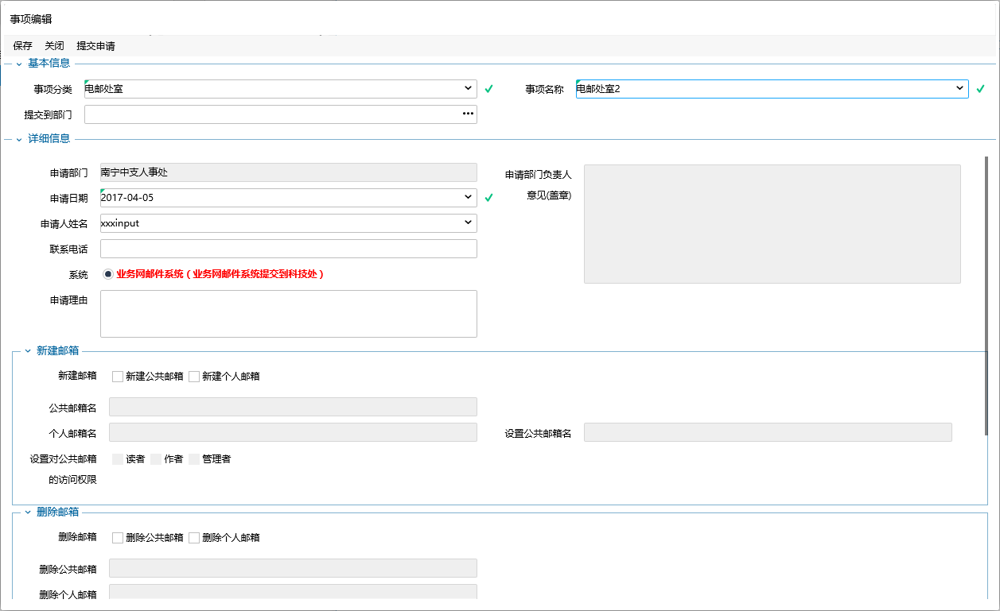 事项编辑
保存 关闭 提交申请
基本信息
事项分类 电邮处室 事项名称 电邮处室2
提交到部门
详细信息
申请部门 南宁中支人事处 申请部门负责人
意见(盖章)
申请日期 2017-04-05
申请人姓名 xxxinput
联系电话
系统 业务网邮件系统（业务网邮件系统提交到科技处）
申请理由
新建邮箱
新建邮箱 新建公共邮箱 新建个人邮箱
公共邮箱名
个人邮箱名 设置公共邮箱名
设置对公共邮箱 读者 作者 管理者
的访问权限
删除邮箱
删除邮箱 删除公共邮箱 删除个人邮箱
删除公共邮箱
删除个人邮箱